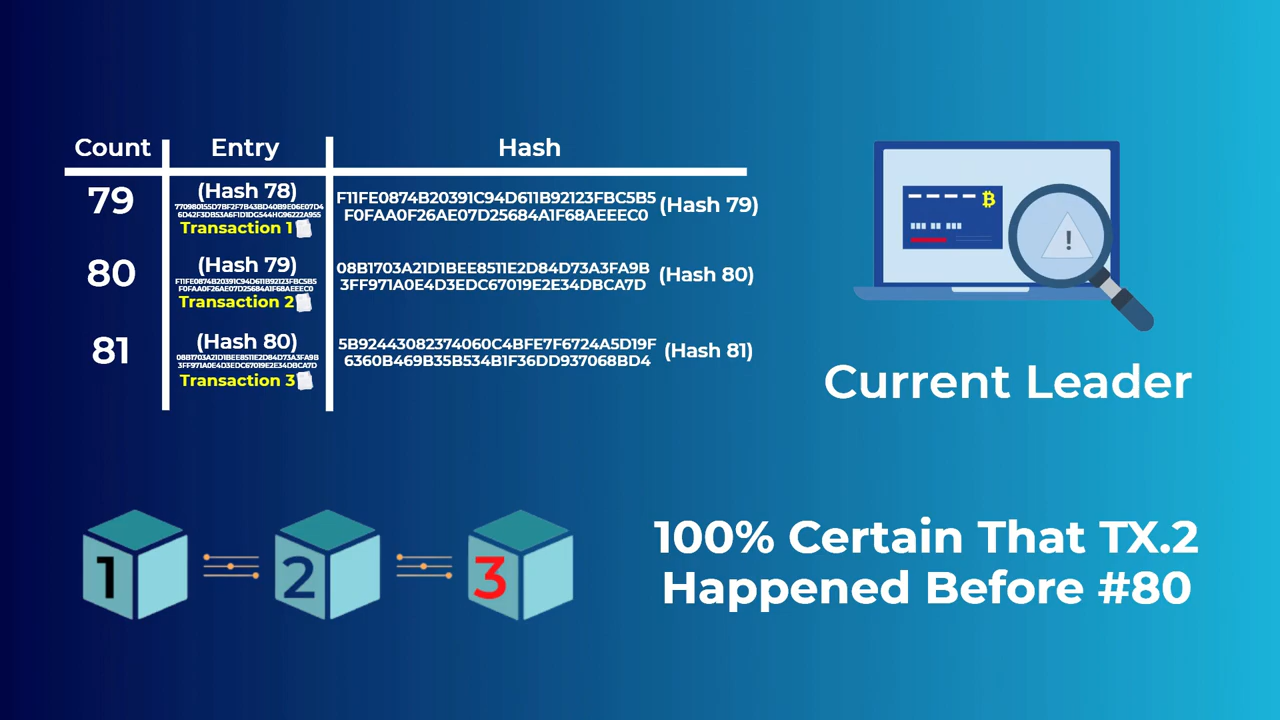 Count Entry Hash
79
(Hash 78)
770980155D7BF2F7B43BD40B9E06E07D4
6D42F3DB53A6F1D1DG544HG96222A955
Transaction 1
F11FE0874B20391C94D611B92123FBC5B5
F0FAA0F26AE07D25684A1F68AEEEC0
(Hash 79)
80
(Hash 79)
F11FE0874B20391C94D611B92123FBC5B5
F0FAA0F26AE07D25684A1F68AEEEC0
Transaction 2
08B1703A21D1BEE8511E2D84D73A3FA9B
3FF971A0E4D3EDC67019E2E34DBCA7D
(Hash 80)
81
(Hash 80)
08B1703A21D1BEE8511E2D84D73A3FA9B
3FF971A0E4D3EDC67019E2E34DBCA7D
Transaction 3
5B92443082374060C4BFE7F6724A5D19F
6360B469B35B534B1F36DD937068BD4
(Hash 81)
Current Leader
1
2
3
100% Certain That TX.2
Happened Before #80